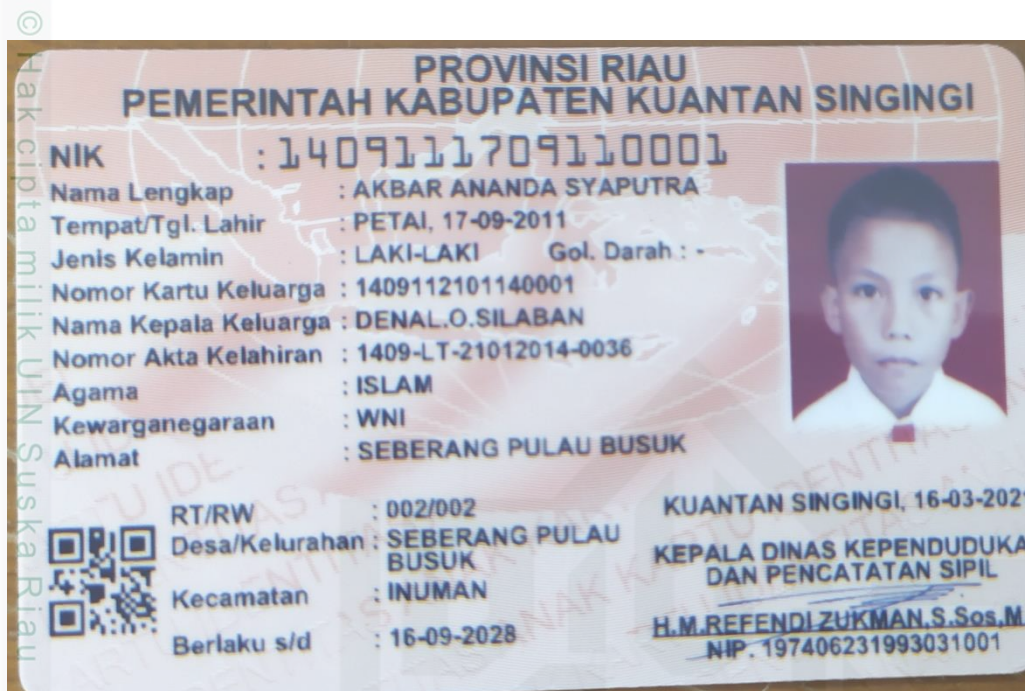 © Hak cipta milik UIN Suska Riau
PROVINSI RIAU
PEMERINTAH KABUPATEN KUANTAN SINGINGI
NIK : 1409111709110001
Nama Lengkap : AKBAR ANANDA SYAPUTRA
Tempat/Tgl. Lahir : PETAI, 17-09-2011
Jenis Kelamin : LAKI-LAKI Gol. Darah : -
Nomor Kartu Keluarga : 1409112101140001
Nama Kepala Keluarga : DENAL.O.SILABAN
Nomor Akta Kelahiran : 1409-LT-21012014-0036
Agama : ISLAM
Kewarganegaraan : WNI
Alamat : SEBERANG PULAU BUSUK
RT/RW : 002/002
Desa/Kelurahan : SEBERANG PULAU
BUSUK
Kecamatan : INUMAN
Berlaku s/d : 16-09-2028
KUANTAN SINGINGI, 16-03-202
KEPALA DINAS KEPENDUDUKA
DAN PENCATATAN SIPIL
H.M.REFENDI ZUKMAN,S.Sos,M
NIP. 197406231993031001